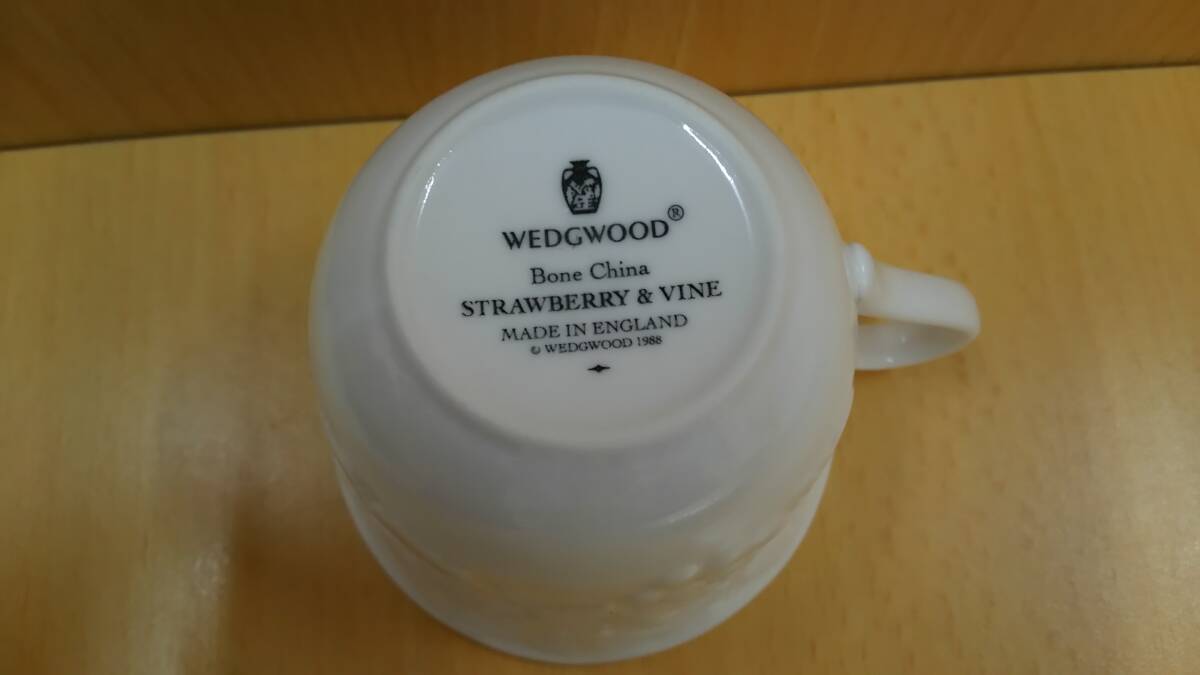 WEDGWOOD®
Bone China
STRAWBERRY & VINE
MADE IN ENGLAND
© WEDGWOOD 1988